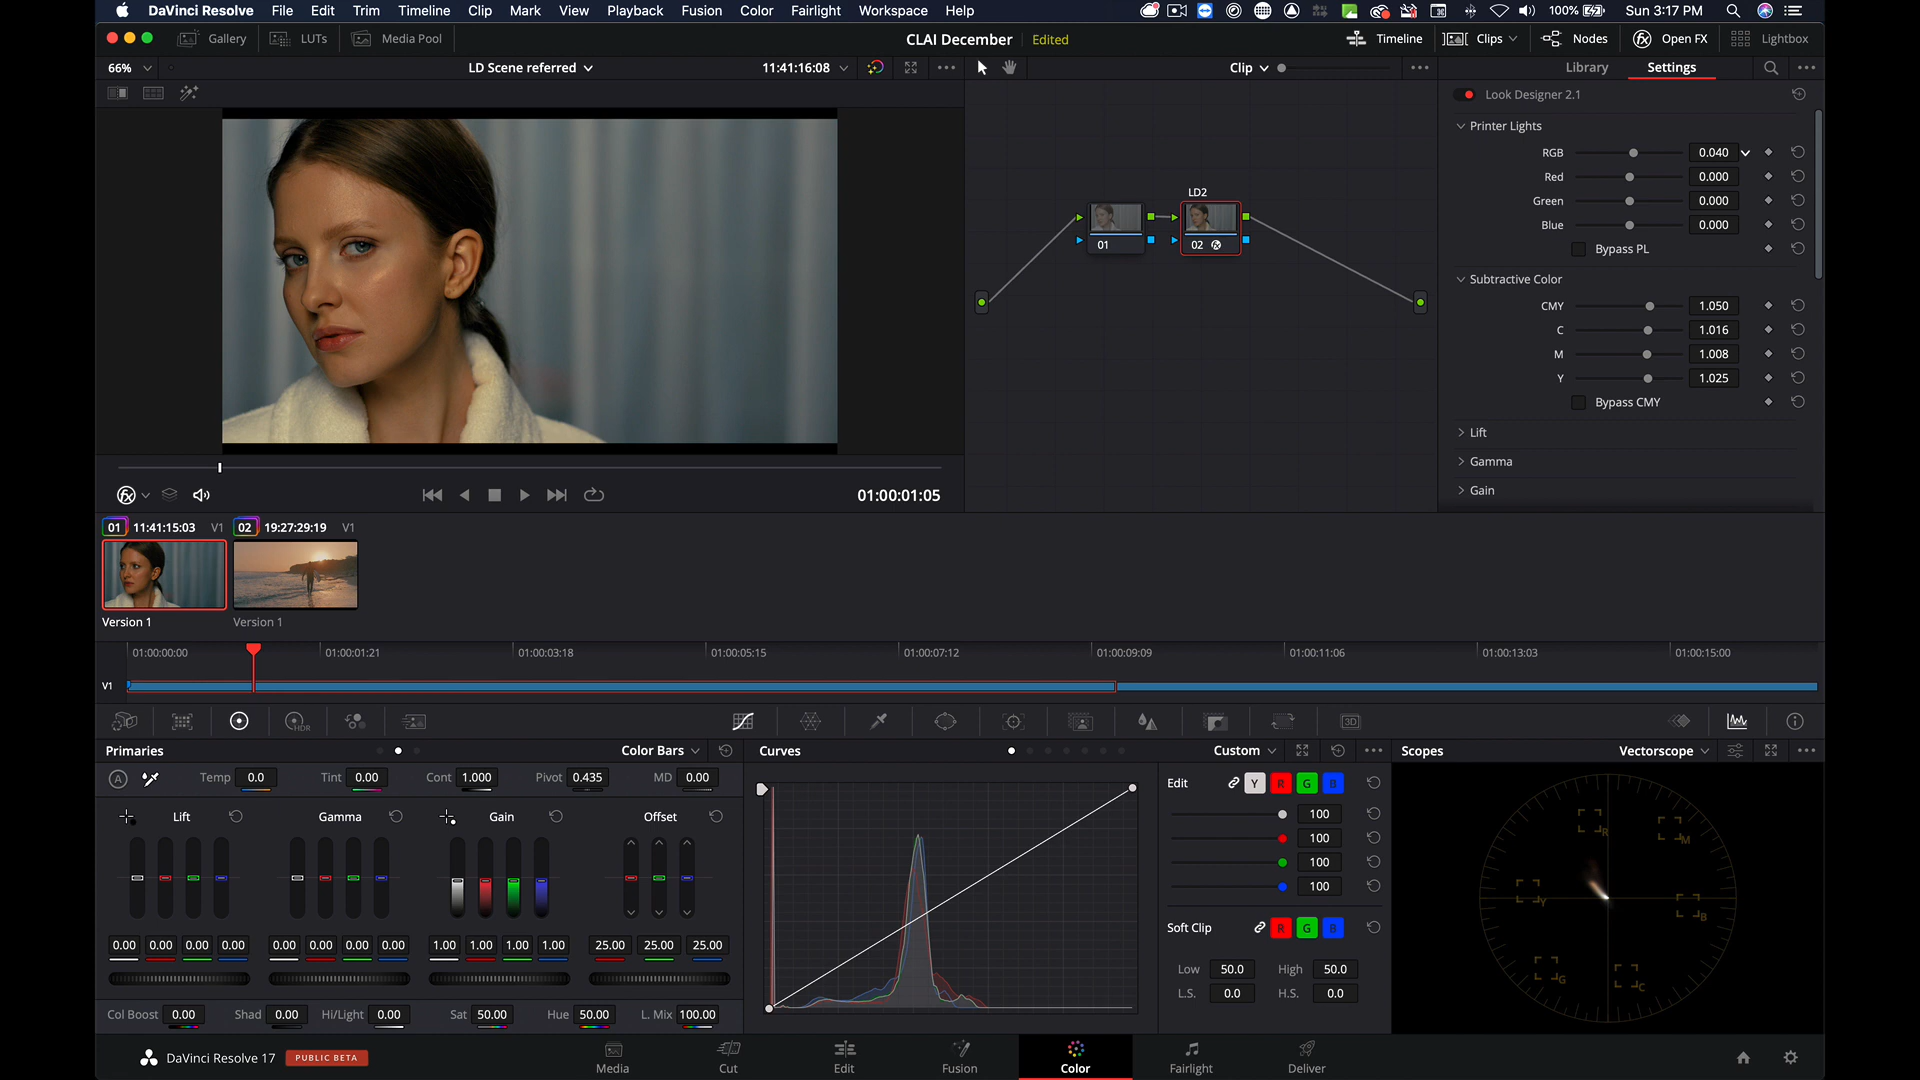 DaVinci Resolve File Edit Trim Timeline Clip Mark View Playback Fusion Color Fairlight Workspace Help 100% Sun 3:17 PM
Gallery LUTs Media Pool CLAI December Edited Timeline Clips Nodes Open FX Lightbox
66% LD Scene referred 11:41:16:08 Clip Library Settings
Look Designer 2.1
Printer Lights
RGB 0.040
Red 0.000
Green 0.000
Blue 0.000
Bypass PL
Subtractive Color
CMY 1.050
C 1.016
M 1.008
Y 1.025
Bypass CMY
Lift
Gamma
Gain
LD2
01 02
01:00:01:05
01 11:41:15:03 V1 02 19:27:29:19 V1
Version 1 Version 1
01:00:00:00 01:00:01:21 01:00:03:18 01:00:05:15 01:00:07:12 01:00:09:09 01:00:11:06 01:00:13:03 01:00:15:00
V1
HDR 3D
Primaries Color Bars Curves Custom Scopes Vectorscope
A Temp 0.0 Tint 0.00 Cont 1.000 Pivot 0.435 MD 0.00
Lift Gamma Gain Offset
0.00 0.00 0.00 0.00 0.00 0.00 0.00 0.00 1.00 1.00 1.00 1.00 25.00 25.00 25.00
Col Boost 0.00 Shad 0.00 Hi/Light 0.00 Sat 50.00 Hue 50.00 L. Mix 100.00
Edit Y R G B
100
100
100
100
Soft Clip R G B
Low 50.0 High 50.0
L.S. 0.0 H.S. 0.0
R M
Y B
G C
DaVinci Resolve 17 PUBLIC BETA Media Cut Edit Fusion Color Fairlight Deliver